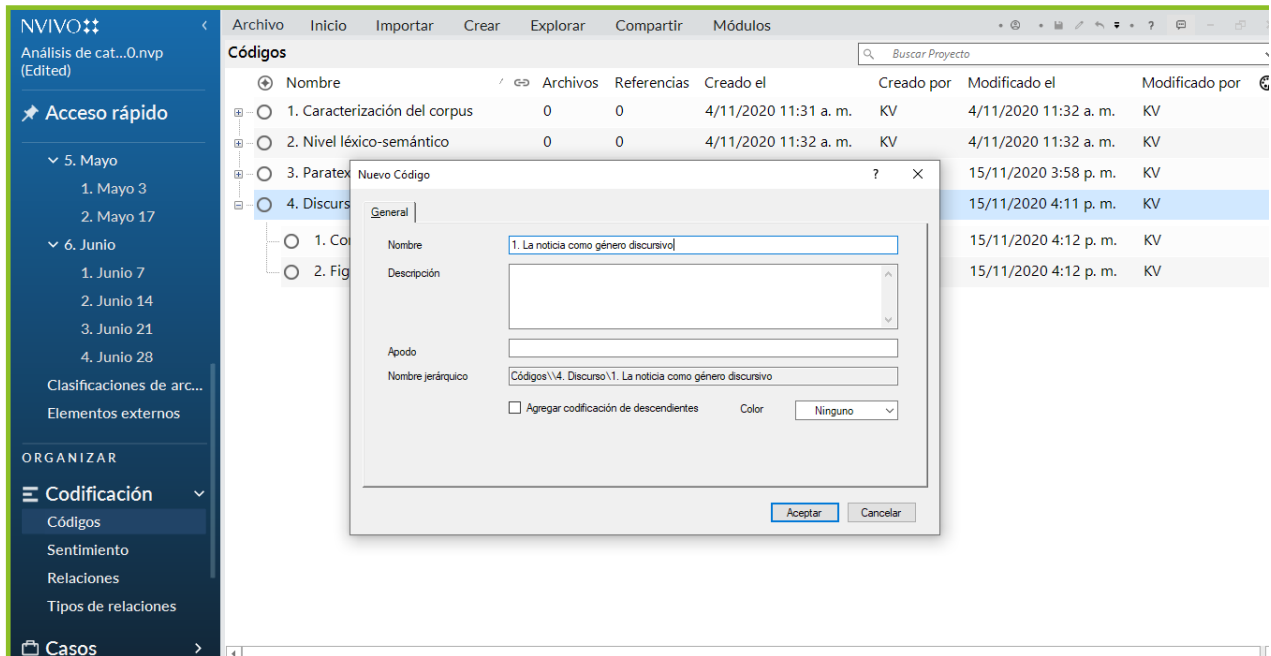 NVIVO
Análisis de cat...0.nvp
(Edited)
Acceso rápido
5. Mayo
1. Mayo 3
2. Mayo 17
6. Junio
1. Junio 7
2. Junio 14
3. Junio 21
4. Junio 28
Clasificaciones de arc...
Elementos externos
ORGANIZAR
Codificación
Códigos
Sentimiento
Relaciones
Tipos de relaciones
Casos
Archivo Inicio Importar Crear Explorar Compartir Módulos ?
Códigos Buscar Proyecto
Nombre Archivos Referencias Creado el Creado por Modificado el Modificado por
1. Caracterización del corpus 0 0 4/11/2020 11:31 a. m. KV 4/11/2020 11:32 a. m. KV
2. Nivel léxico-semántico 0 0 4/11/2020 11:32 a. m. KV 4/11/2020 11:32 a. m. KV
3. Paratex 15/11/2020 3:58 p. m. KV
4. Discurs 15/11/2020 4:11 p. m. KV
1. Co 15/11/2020 4:12 p. m. KV
2. Fig 15/11/2020 4:12 p. m. KV
Nuevo Código ?
General
Nombre 1. La noticia como género discursivo
Descripción
Apodo
Nombre jerárquico Códigos\\4. Discurso\1. La noticia como género discursivo
Agregar codificación de descendientes Color Ninguno
Aceptar Cancelar